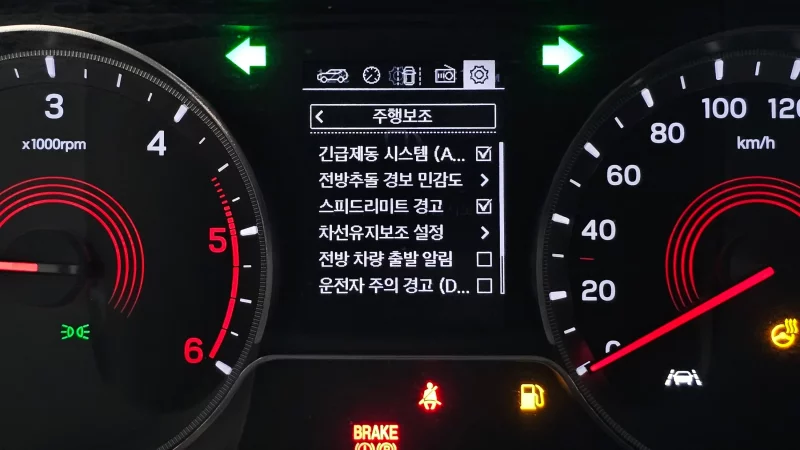 주행보조
긴급제동 시스템 (A...
전방추돌 경보 민감도
스피드리미트 경고
차선유지보조 설정
전방 차량 출발 알림
운전자 주의 경고 (D...
3
4
5
6
x1000rpm
0
20
40
60
80
100
120
km/h
BRAKE